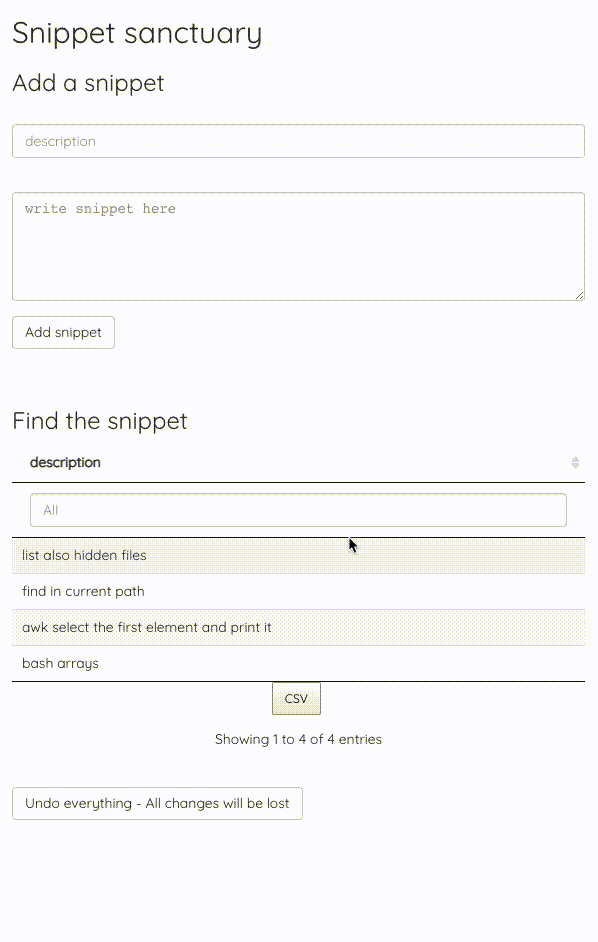 Snippet sanctuary
Add a snippet
description
write snippet here
Add snippet
Find the snippet
description
All
list also hidden files
find in current path
awk select the first element and print it
bash arrays
CSV
Showing 1 to 4 of 4 entries
Undo everything - All changes will be lost